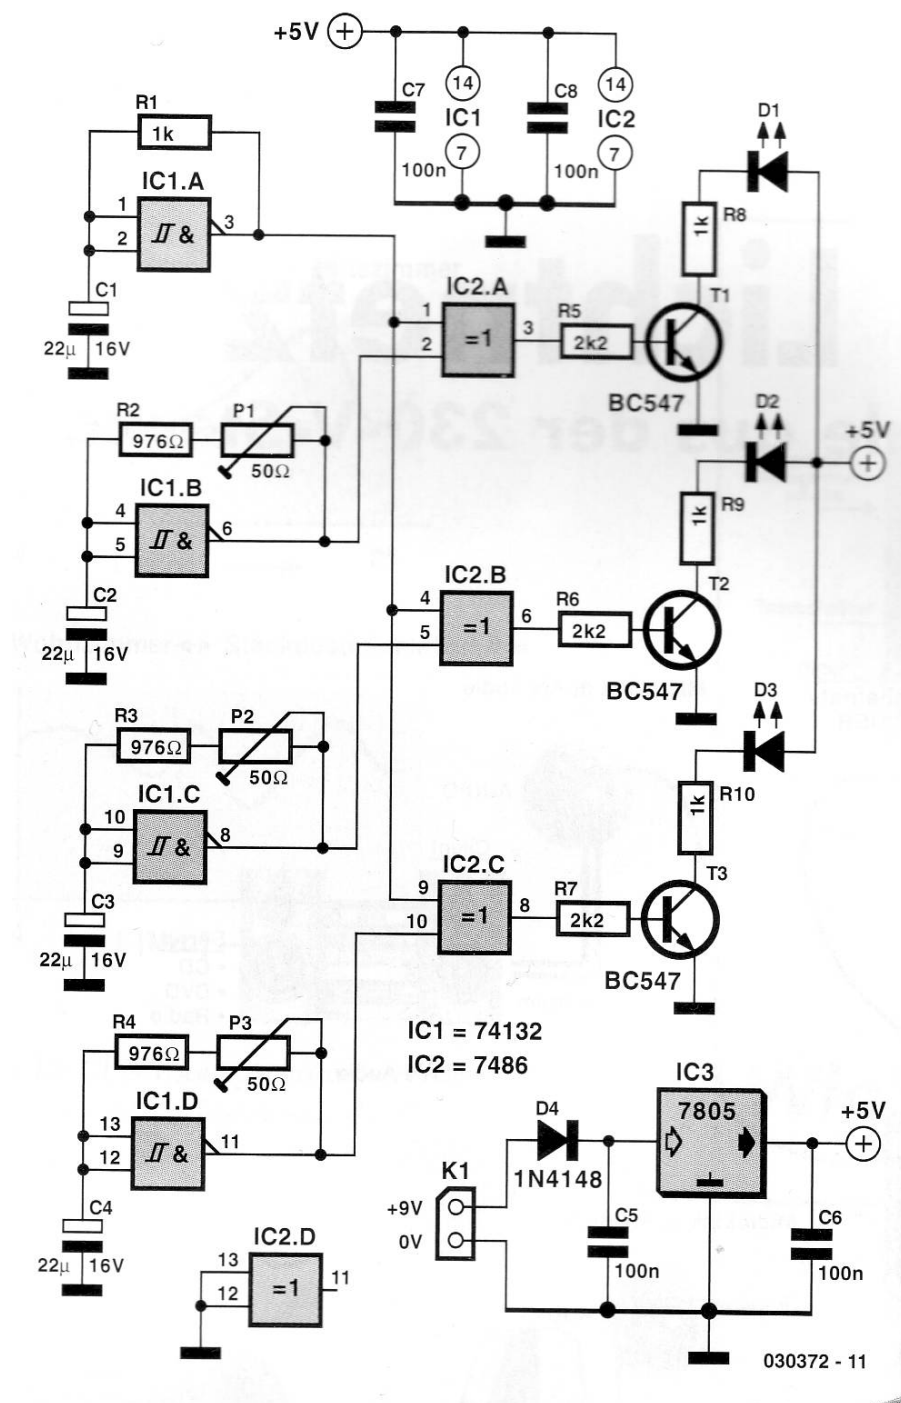 +5V
C7
100n
14
IC1
7
C8
100n
14
IC2
7
R1
1k
IC1.A
1
2
&
3
C1
22µ 16V
IC2.A
1
2
=1
3
R5
2k2
T1
BC547
R8
1k
D1
R2
976Ω
P1
50Ω
IC1.B
4
5
&
6
C2
22µ 16V
D2
+5V
R9
1k
IC2.B
4
5
=1
6
R6
2k2
T2
BC547
R3
976Ω
P2
50Ω
IC1.C
10
9
&
8
C3
22µ 16V
D3
R10
1k
IC2.C
9
10
=1
8
R7
2k2
T3
BC547
R4
976Ω
P3
50Ω
IC1.D
13
12
&
11
C4
22µ 16V
IC1 = 74132
IC2 = 7486
IC2.D
13
12
=1
11
K1
+9V
0V
D4
1N4148
IC3
7805
+5V
C5
100n
C6
100n
030372 - 11